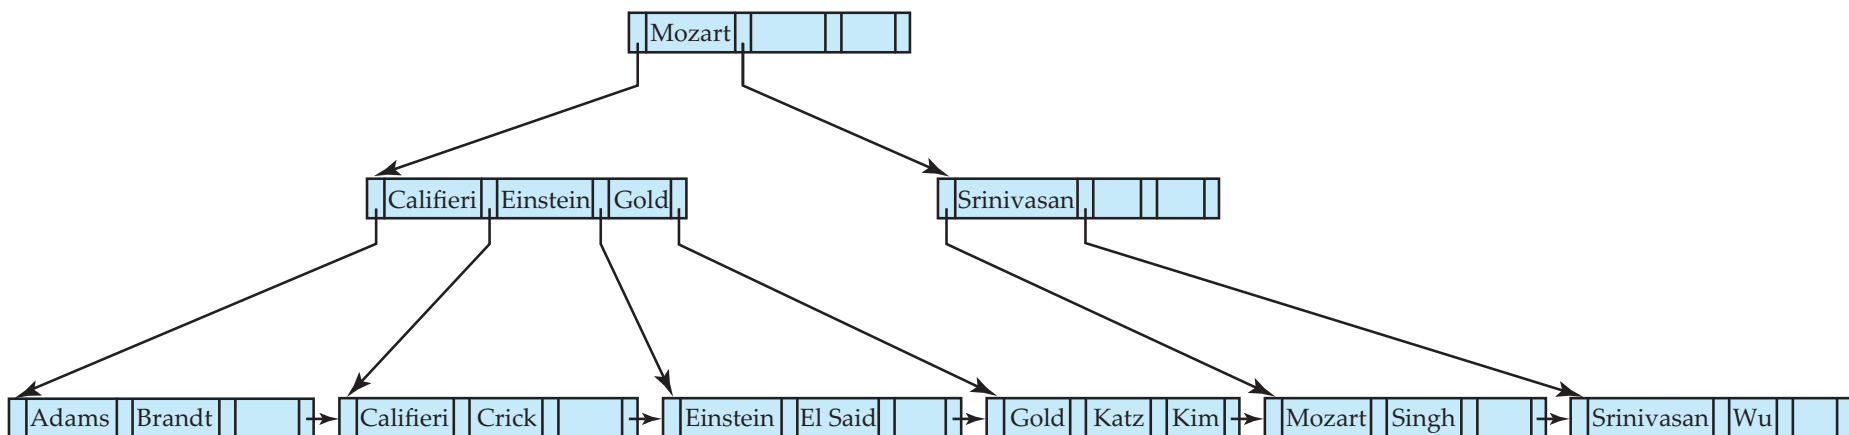 Mozart
Califieri Einstein Gold Srinivasan
Adams Brandt Califieri Crick Einstein El Said Gold Katz Kim Mozart Singh Srinivasan Wu